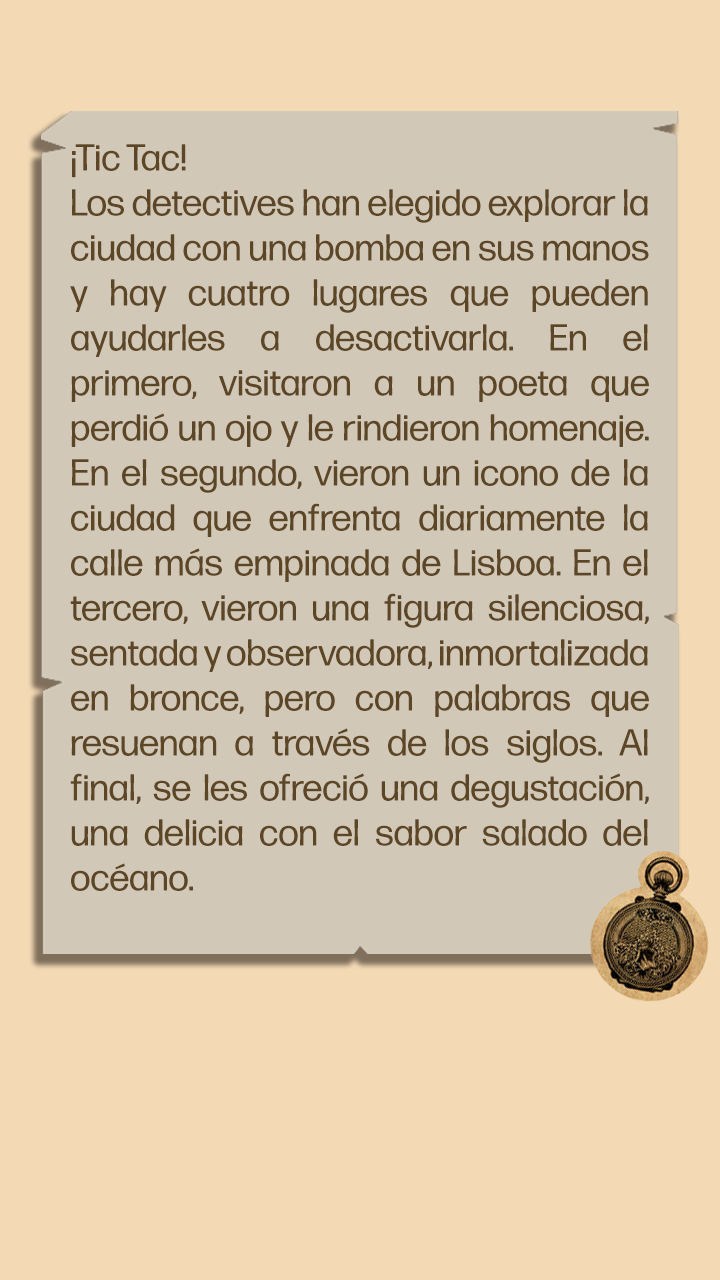 ¡Tic Tac!
Los detectives han elegido explorar la
ciudad con una bomba en sus manos
y hay cuatro lugares que pueden
ayudarles a desactivarla. En el
primero, visitaron a un poeta que
perdió un ojo y le rindieron homenaje.
En el segundo, vieron un icono de la
ciudad que enfrenta diariamente la
calle más empinada de Lisboa. En el
tercero, vieron una figura silenciosa,
sentada y observadora, inmortalizada
en bronce, pero con palabras que
resuenan a través de los siglos. Al
final, se les ofreció una degustación,
una delicia con el sabor salado del
océano.